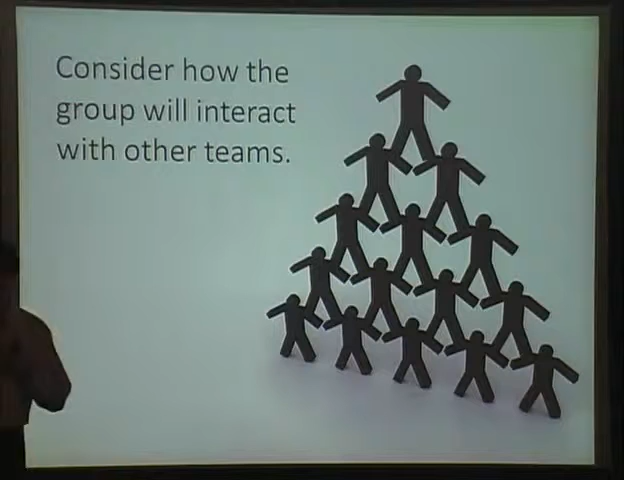 Consider how the
group will interact
with other teams.